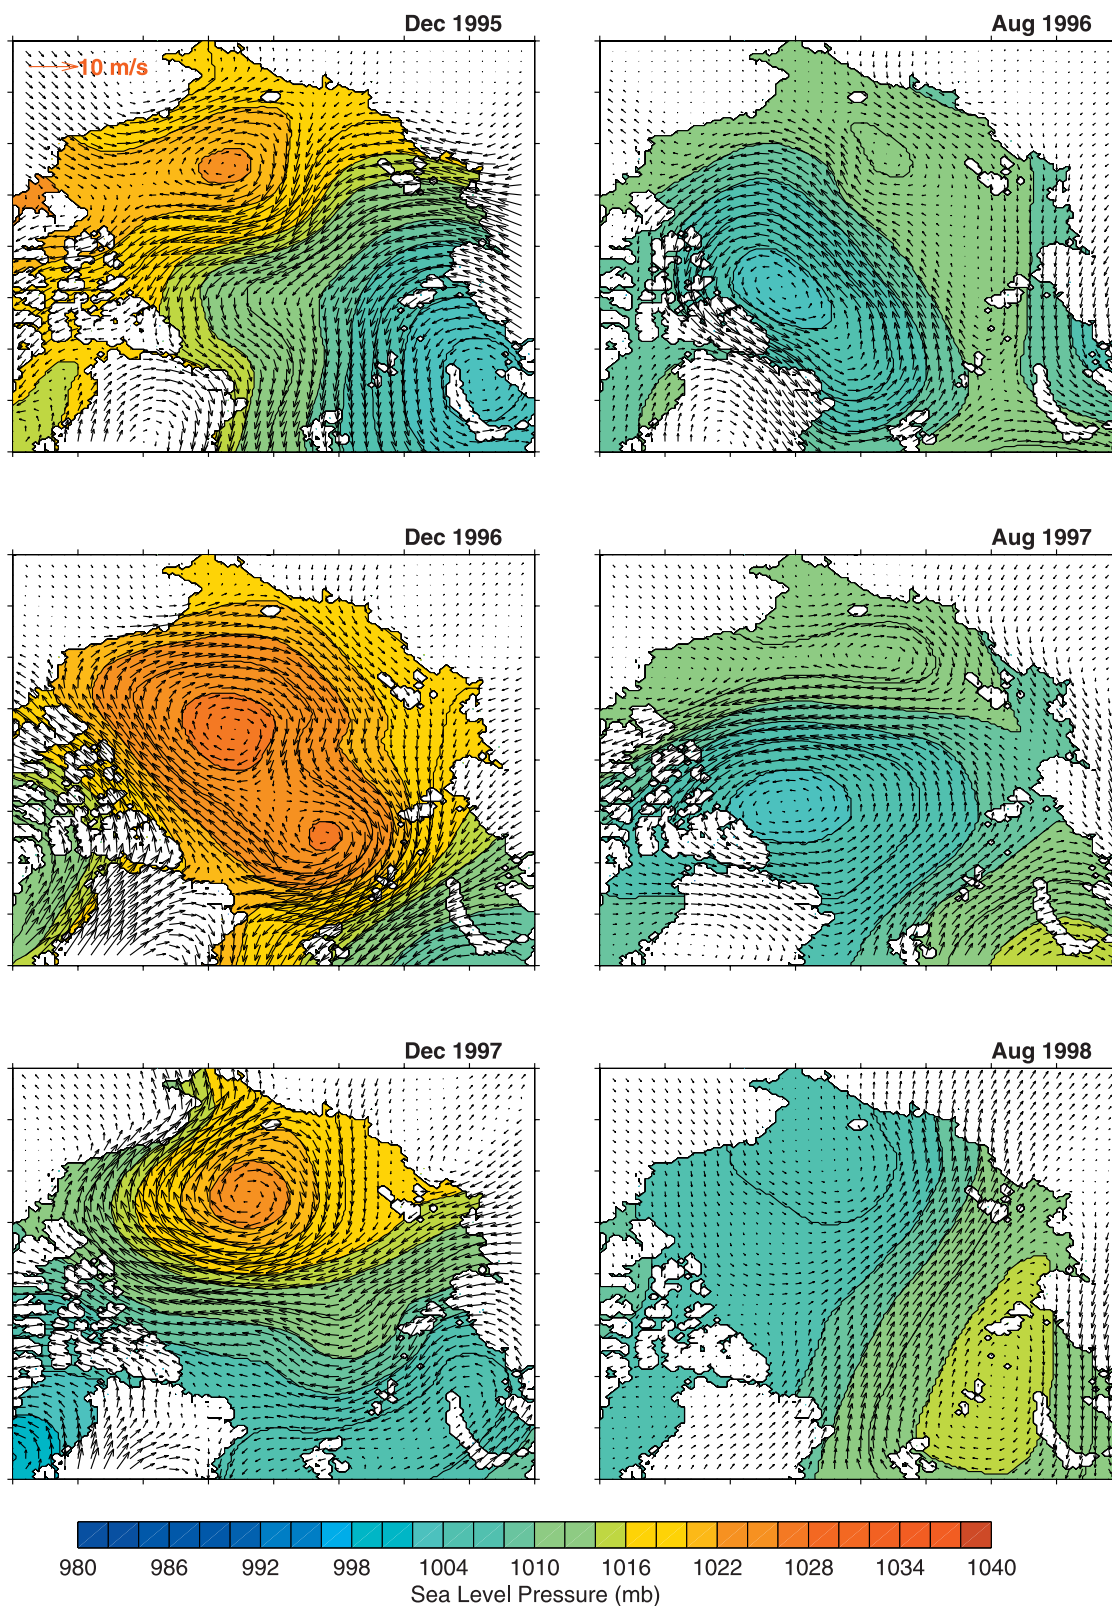 Dec 1995
Aug 1996
10 m/s
Dec 1996
Aug 1997
Dec 1997
Aug 1998
980 986 992 998 1004 1010 1016 1022 1028 1034 1040
Sea Level Pressure (mb)